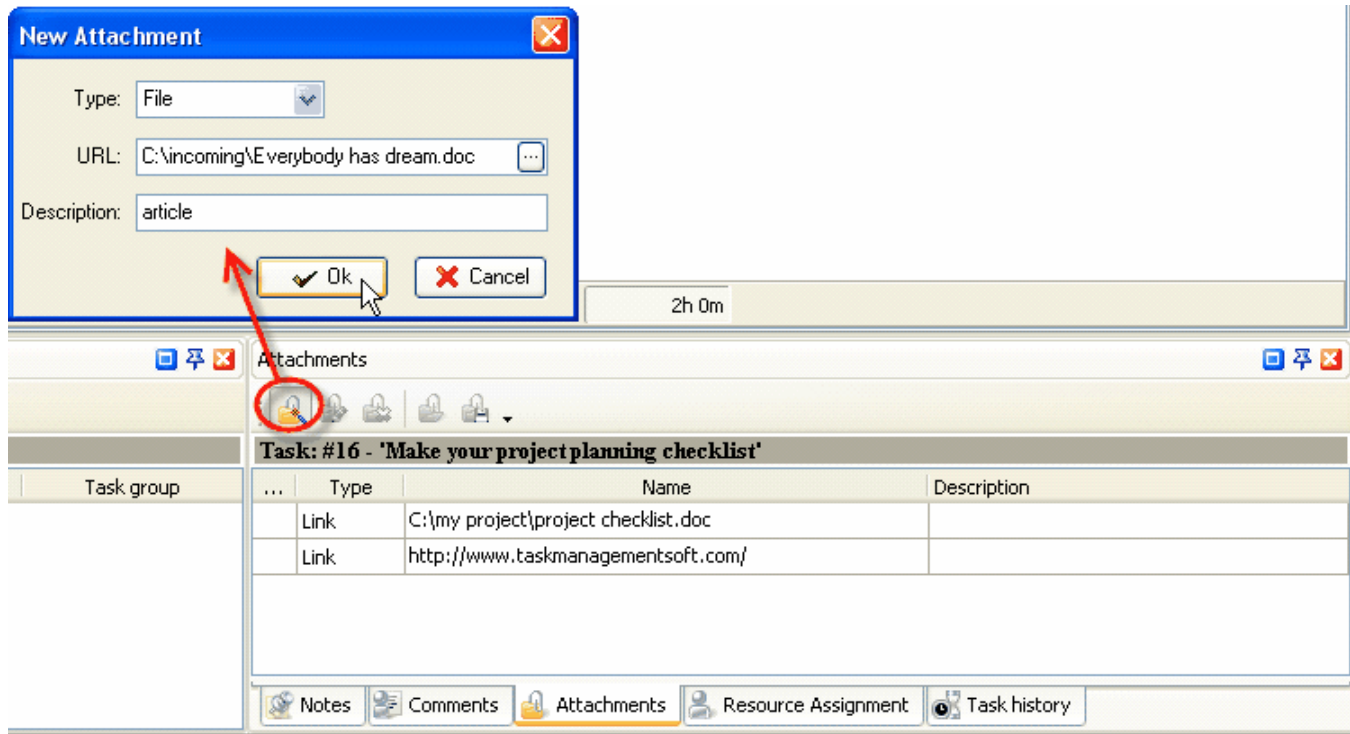 New Attachment
Type: File
URL: C:\incoming\Everybody has dream.doc ...
Description: article
Ok Cancel
2h 0m
Attachments
Task: #16 - 'Make your project planning checklist'
Task group ... Type Name Description
Link C:\my project\project checklist.doc
Link http://www.taskmanagementsoft.com/
Notes Comments Attachments Resource Assignment Task history